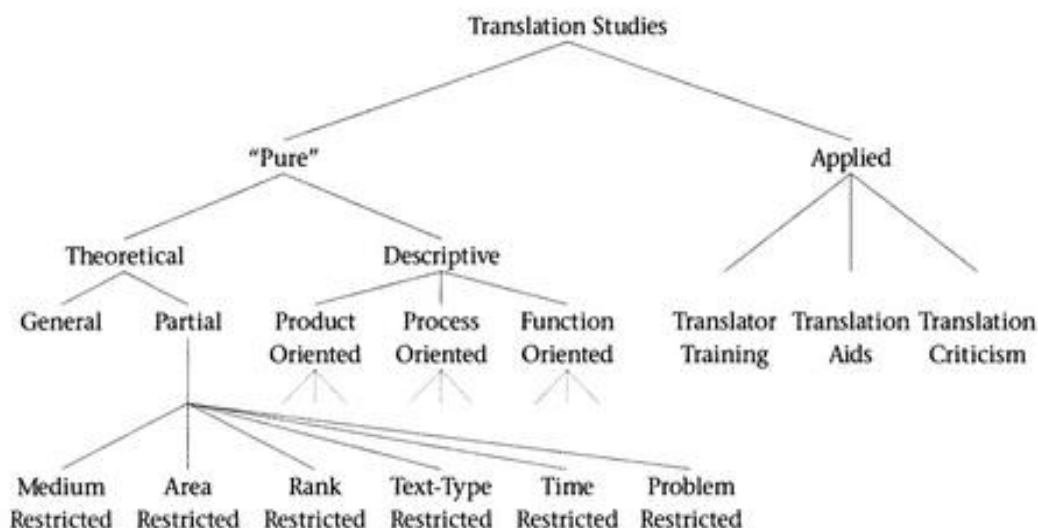 Translation Studies
"Pure" Applied
Theoretical Descriptive
General Partial Product Process Function Translator Translation Translation
Oriented Oriented Oriented Training Aids Criticism
Medium Area Rank Text-Type Time Problem
Restricted Restricted Restricted Restricted Restricted Restricted